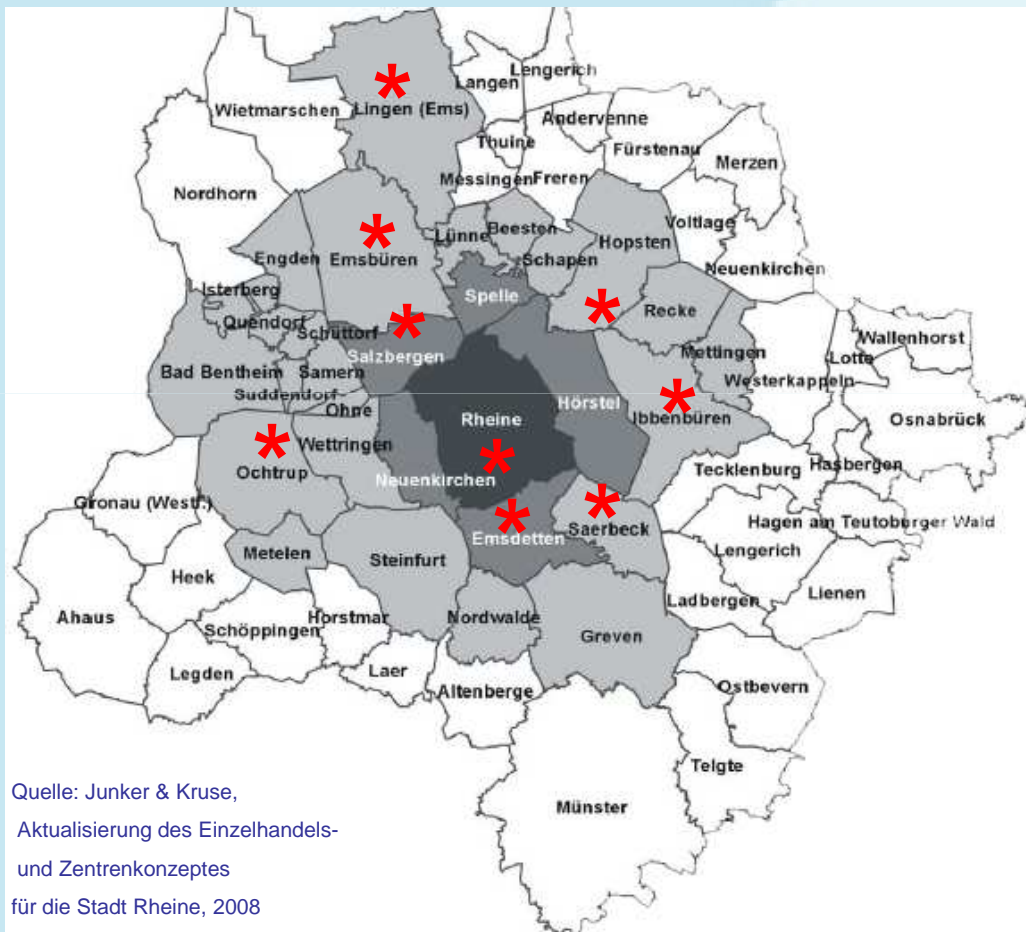 Lengerich
Langen
Lingen (Ems)
Wietmarschen
Andervenne
Thuine
Fürstenau
Merzen
Nordhorn
Messingen
Freren
Voltlage
Beesten
Lünne
Hopsten
Engden
Emsbüren
Schapen
Neuenkirchen
Isterberg
Spelle
Recke
Quendorf
Schüttorf
Wallenhorst
Salzbergen
Mettingen
Lotte
Bad Bentheim
Samern
Westerkappeln
Suddendorf
Ohne
Hörstel
Rheine
Ibbenbüren
Osnabrück
Wettringen
Ochtrup
Tecklenburg
Hasbergen
Neuenkirchen
Gronau (Westf.)
Saerbeck
Hagen am Teutoburger Wald
Emsdetten
Metelen
Steinfurt
Lengerich
Heek
Lienen
Ladbergen
Ahaus
Horstmar
Nordwalde
Schöppingen
Greven
Legden
Laer
Altenberge
Ostbevern
Telgte
Münster
Quelle: Junker & Kruse,
Aktualisierung des Einzelhandels-
und Zentrenkonzeptes
für die Stadt Rheine, 2008